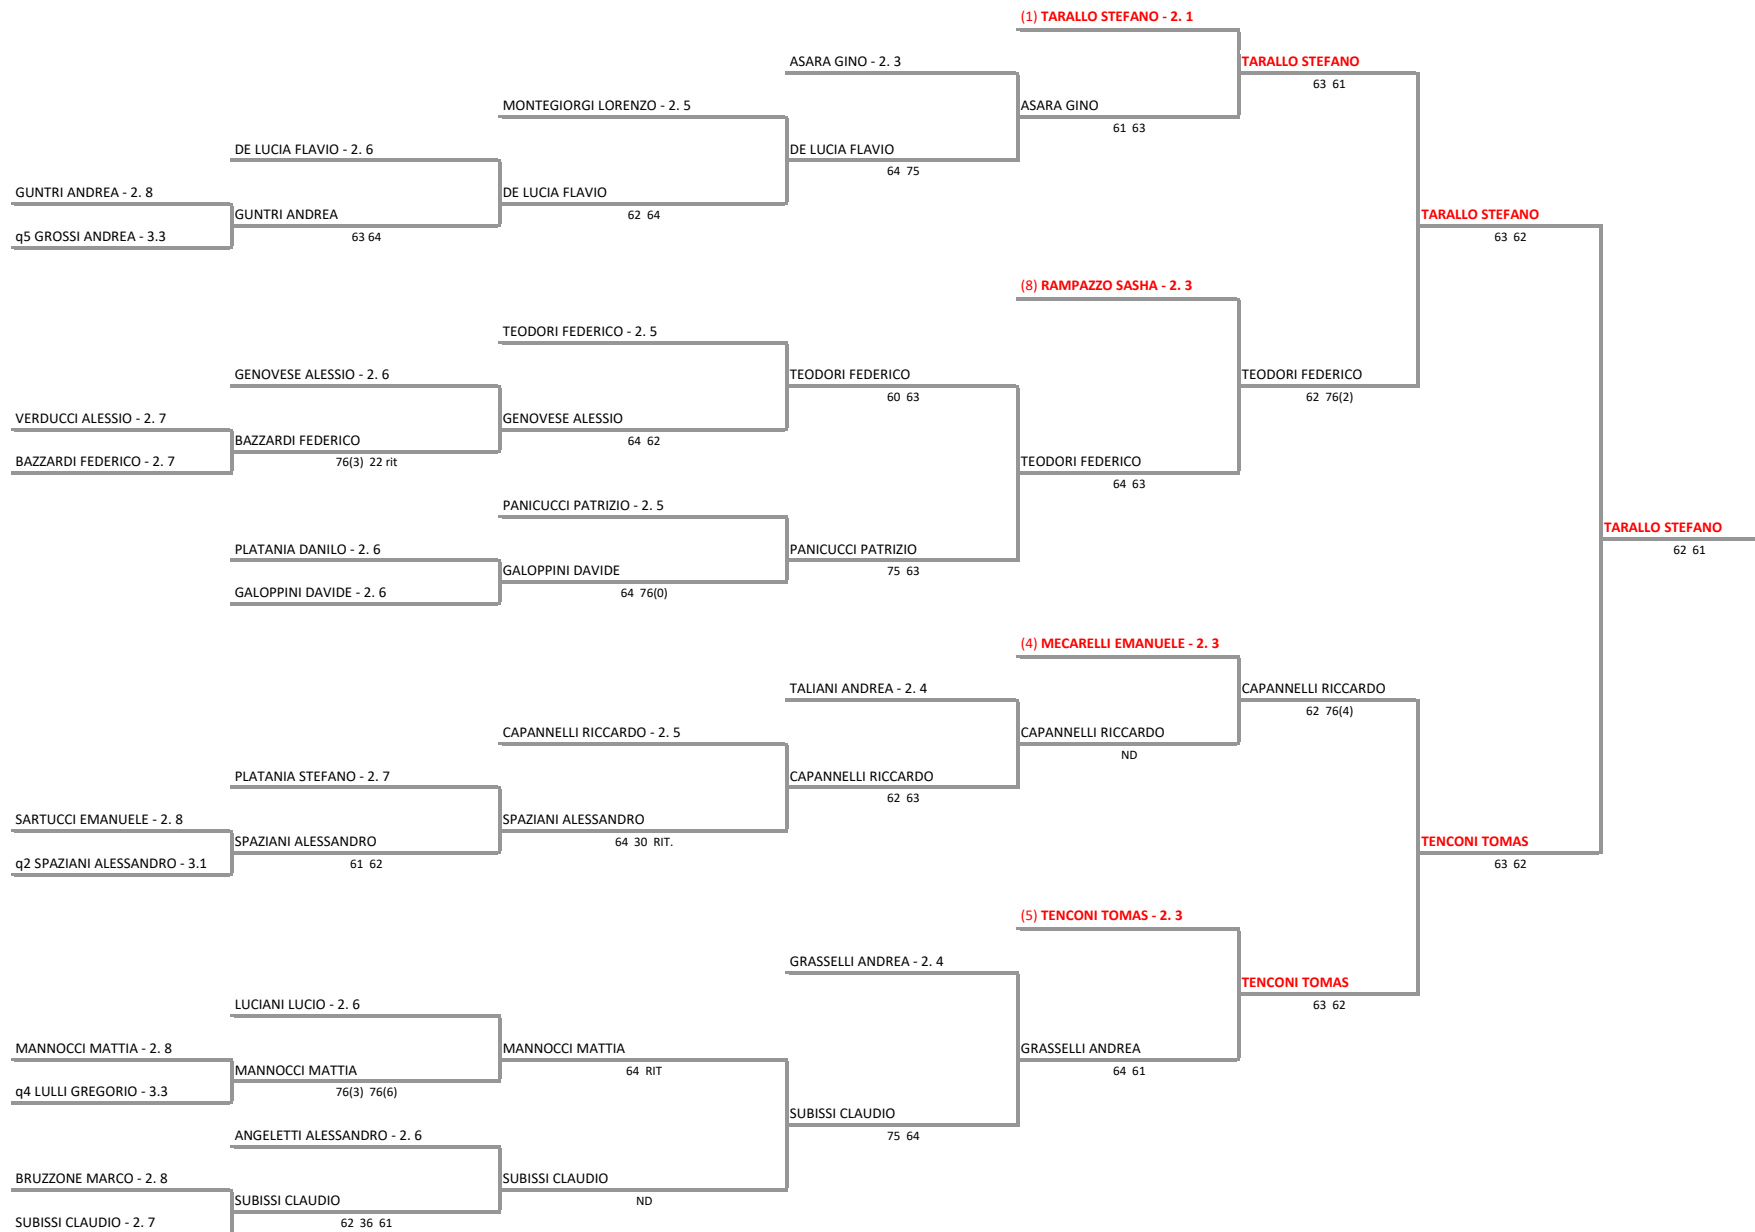 (1) TARALLO STEFANO - 2. 1
ASARA GINO - 2. 3
TARALLO STEFANO
63 61
MONTEGIORGI LORENZO - 2. 5
ASARA GINO
61 63
DE LUCIA FLAVIO - 2. 6
DE LUCIA FLAVIO
64 75
GUNTRI ANDREA - 2. 8
DE LUCIA FLAVIO
62 64
GUNTRI ANDREA
63 64
TARALLO STEFANO
63 62
q5 GROSSI ANDREA - 3.3
(8) RAMPAZZO SASHA - 2. 3
TEODORI FEDERICO - 2. 5
GENOVESE ALESSIO - 2. 6
TEODORI FEDERICO
60 63
TEODORI FEDERICO
62 76(2)
VERDUCCI ALESSIO - 2. 7
GENOVESE ALESSIO
64 62
BAZZARDI FEDERICO
76(3) 22 rit
BAZZARDI FEDERICO - 2. 7
TEODORI FEDERICO
64 63
PANICUCCI PATRIZIO - 2. 5
TARALLO STEFANO
62 61
PLATANIA DANILO - 2. 6
PANICUCCI PATRIZIO
75 63
GALOPPINI DAVIDE
64 76(0)
GALOPPINI DAVIDE - 2. 6
(4) MECARELLI EMANUELE - 2. 3
TALIANI ANDREA - 2. 4
CAPANNELLI RICCARDO
62 76(4)
CAPANNELLI RICCARDO - 2. 5
CAPANNELLI RICCARDO
ND
PLATANIA STEFANO - 2. 7
CAPANNELLI RICCARDO
62 63
SARTUCCI EMANUELE - 2. 8
SPAZIANI ALESSANDRO
64 30 RIT.
SPAZIANI ALESSANDRO
61 62
TENCONI TOMAS
63 62
q2 SPAZIANI ALESSANDRO - 3.1
(5) TENCONI TOMAS - 2. 3
GRASSELLI ANDREA - 2. 4
TENCONI TOMAS
63 62
LUCIANI LUCIO - 2. 6
MANNOCCI MATTIA - 2. 8
MANNOCCI MATTIA
64 RIT
GRASSELLI ANDREA
64 61
MANNOCCI MATTIA
76(3) 76(6)
q4 LULLI GREGORIO - 3.3
SUBISSI CLAUDIO
75 64
ANGELETTI ALESSANDRO - 2. 6
BRUZZONE MARCO - 2. 8
SUBISSI CLAUDIO
ND
SUBISSI CLAUDIO
62 36 61
SUBISSI CLAUDIO - 2. 7